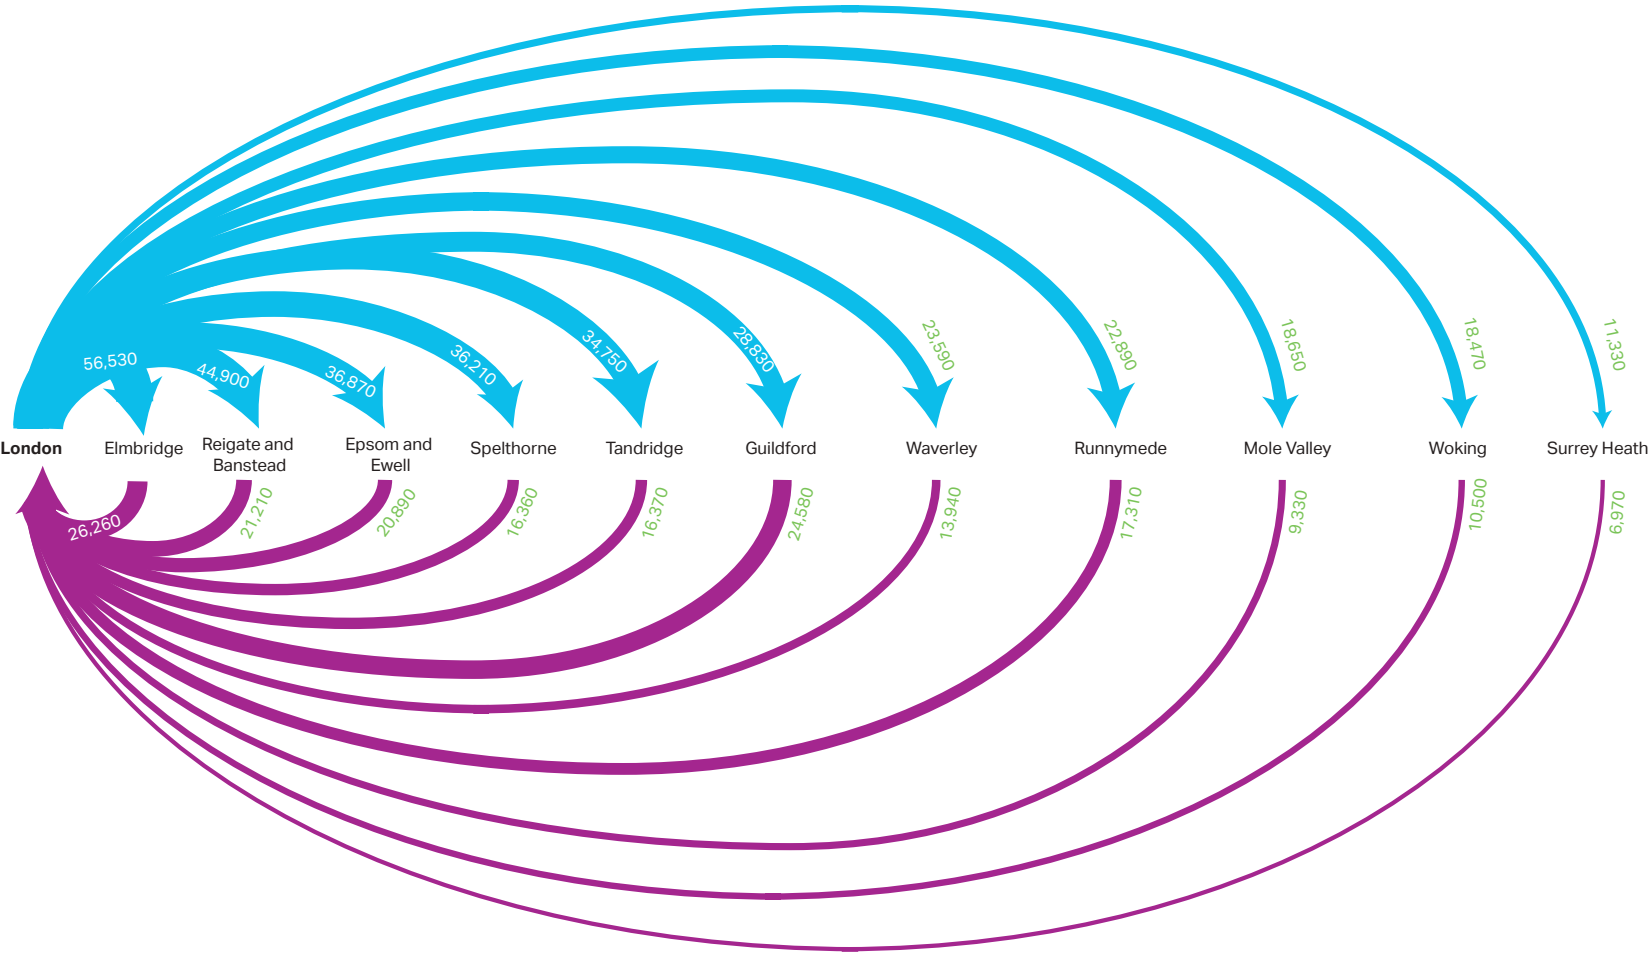 56,530
44,900
36,870
36,210
34,750
28,830
23,590
22,890
18,650
18,470
11,330
London
Elmbridge
Reigate and
Banstead
Epsom and
Ewell
Spelthorne
Tandridge
Guildford
Waverley
Runnymede
Mole Valley
Woking
Surrey Heath
26,260
21,210
20,890
16,360
16,370
24,580
13,940
17,310
9,330
10,500
6,970